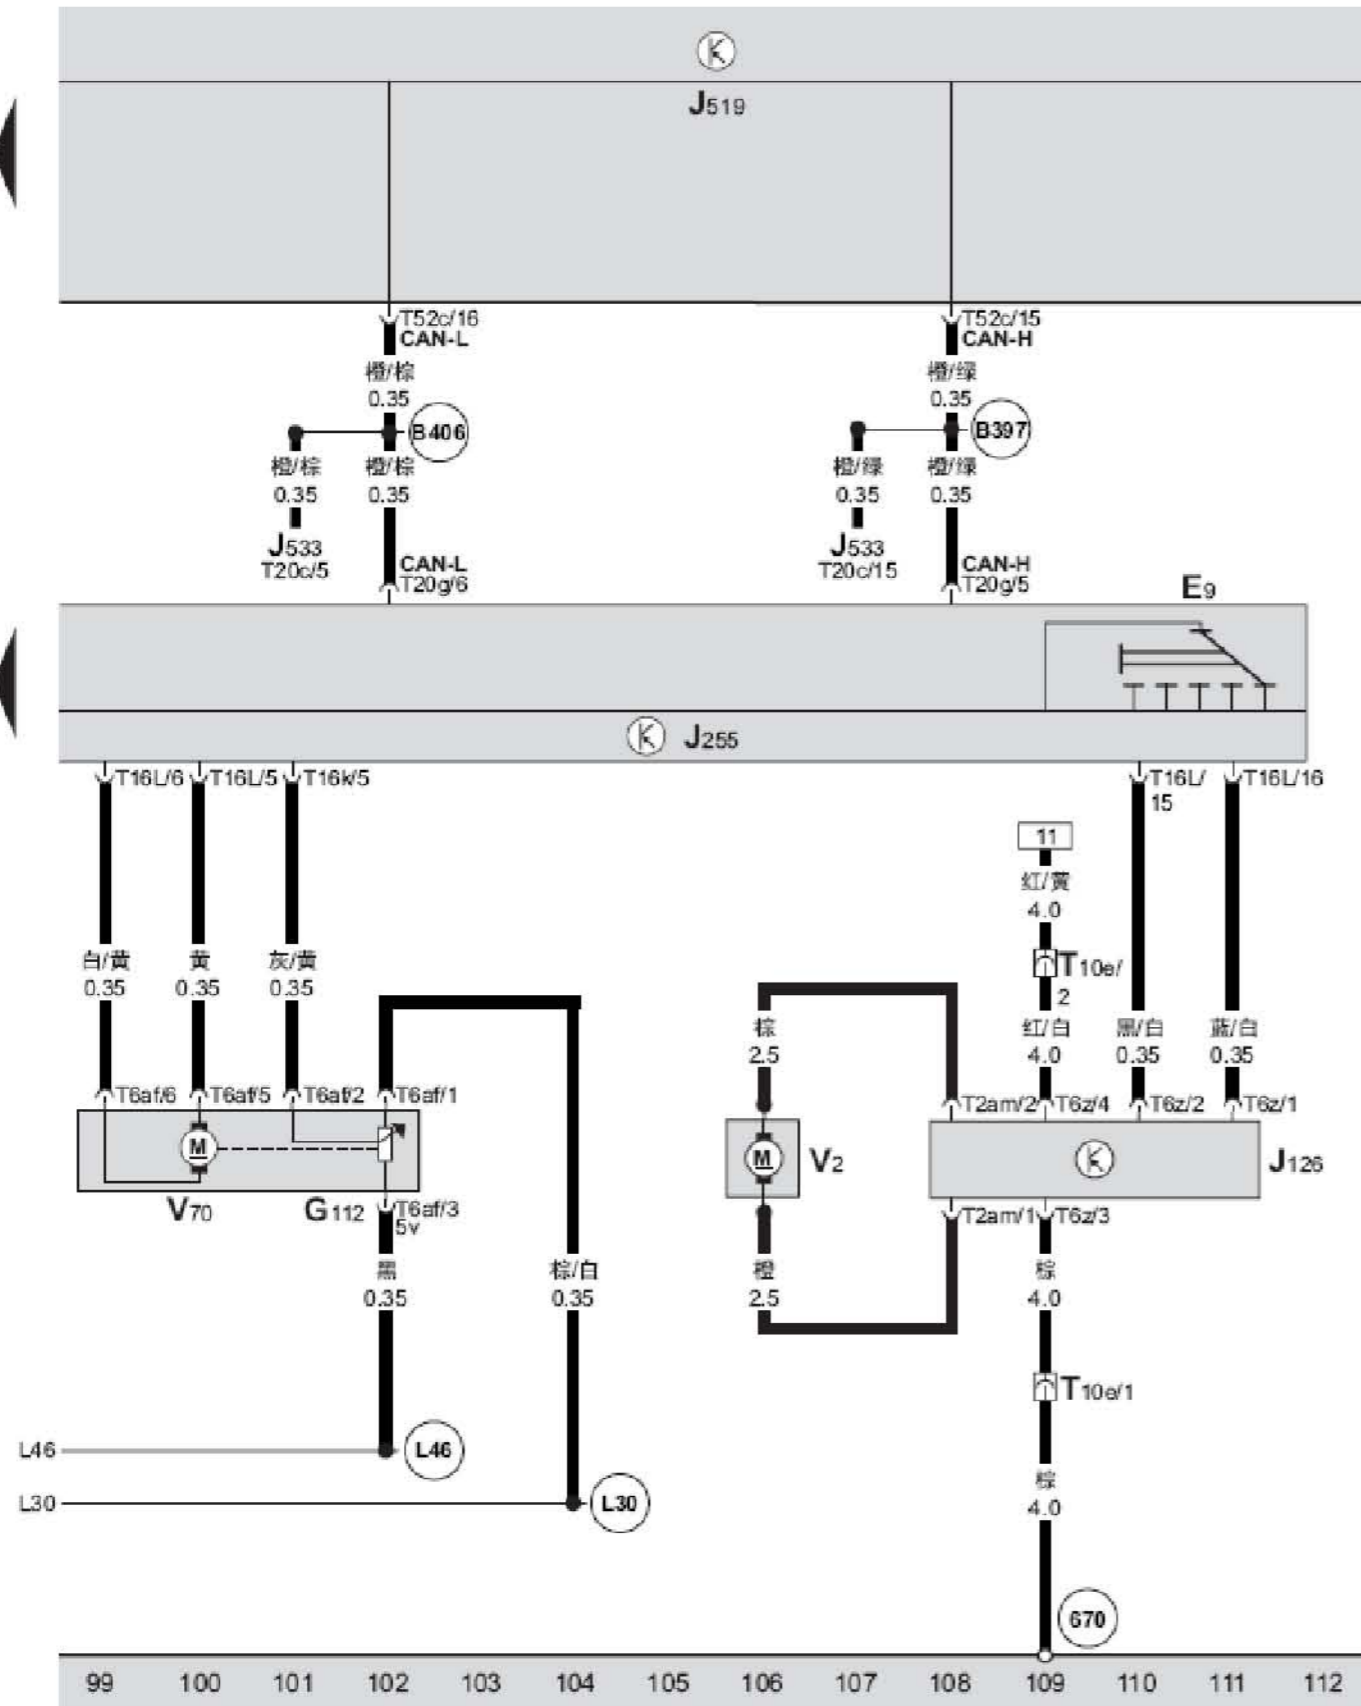 J519
T52c/16
CAN-L
T52c/15
CAN-H
橙/棕
0.35
橙/绿
0.35
B406
B397
橙/棕
0.35
橙/棕
0.35
橙/绿
0.35
橙/绿
0.35
J533
T20c/5
CAN-L
T20g/6
J533
T20c/15
CAN-H
T20g/5
E9
J255
T16L/6
T16L/5
T16k/5
T16L/
15
T16L/16
11
红/黄
4.0
白/黄
0.35
黄
0.35
灰/黄
0.35
T10e/
2
棕
2.5
红/白
4.0
黑/白
0.35
蓝/白
0.35
T6af/6
T6af/5
T6af/2
T6af/1
T2am/2
T6z/4
T6z/2
T6z/1
M
M
V2
J126
V70
G112
T6af/3
5v
T2am/1
T6z/3
黑
0.35
棕/白
0.35
橙
2.5
棕
4.0
T10e/1
L46
L46
L30
L30
棕
4.0
670
99 100 101 102 103 104 105 106 107 108 109 110 111 112